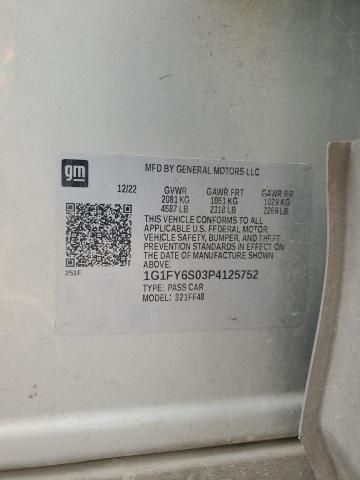 gm
MFD BY GENERAL MOTORS LLC
12/22 GVWR GAWR FRT GAWR RR
2081 KG 1051 KG 1029 KG
4587 LB 2318 LB 2269 LB
THIS VEHICLE CONFORMS TO ALL
APPLICABLE U.S. FEDERAL MOTOR
VEHICLE SAFETY, BUMPER, AND THEFT
PREVENTION STANDARDS IN EFFECT ON
THE DATE OF MANUFACTURE SHOWN
ABOVE.
251F
1G1FY6S03P4125752
TYPE: PASS CAR
MODEL: 321FF48